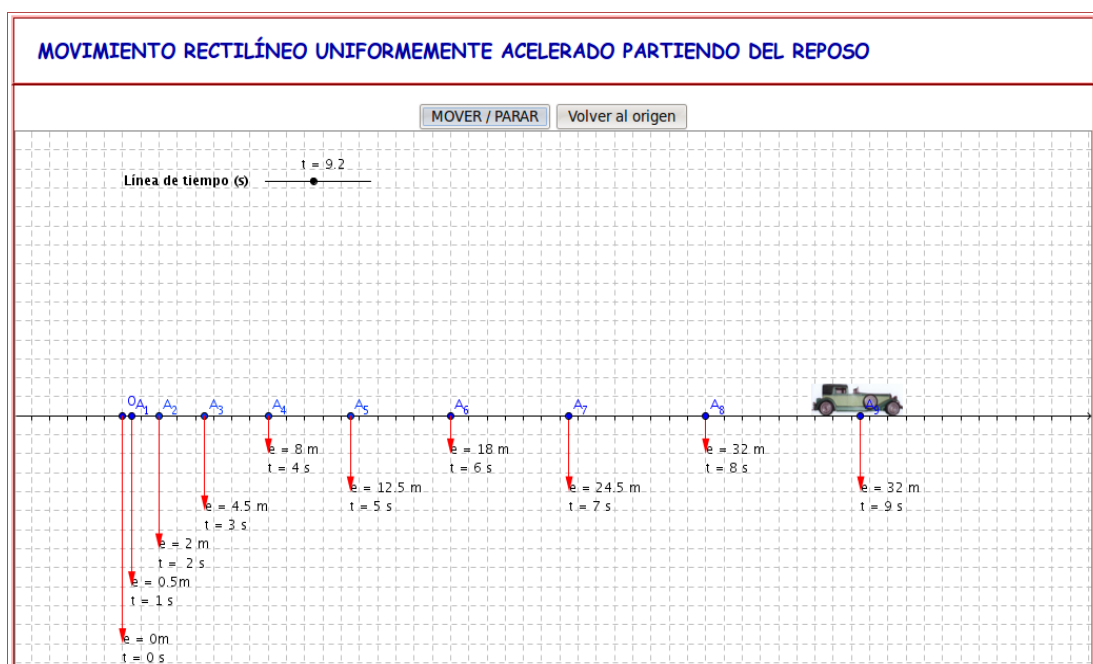 MOVIMIENTO RECTILÍNEO UNIFORMEMENTE ACELERADO PARTIENDO DEL REPOSO
MOVER / PARAR
Volver al origen
t = 9.2
Línea de tiempo (s)
O
A1
A2
A3
A4
A5
A6
A7
A8
A9
e = 0m
t = 0 s
e = 0.5m
t = 1 s
e = 2 m
t = 2 s
e = 4.5 m
t = 3 s
e = 8 m
t = 4 s
e = 12.5 m
t = 5 s
e = 18 m
t = 6 s
e = 24.5 m
t = 7 s
e = 32 m
t = 8 s
e = 32 m
t = 9 s